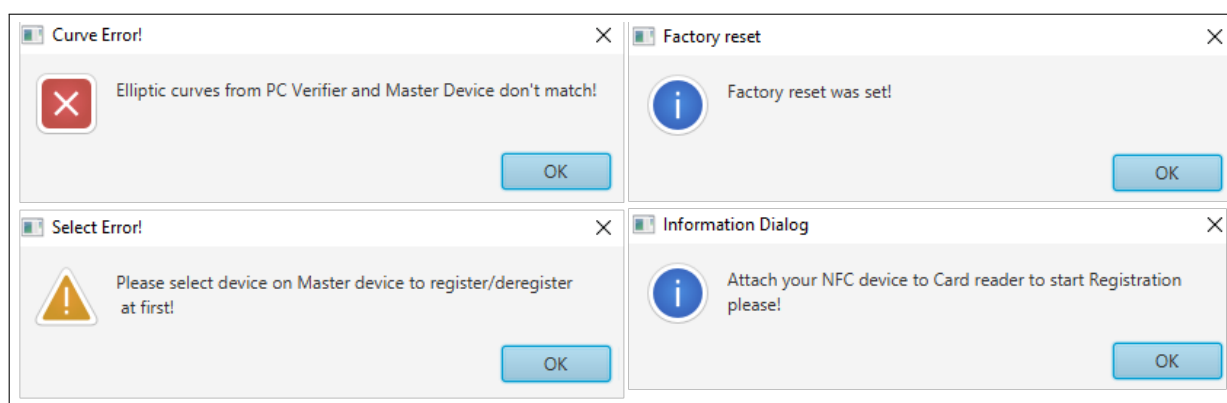 Curve Error!
Elliptic curves from PC Verifier and Master Device don't match!
OK
Factory reset
Factory reset was set!
OK
Select Error!
Please select device on Master device to register/deregister
at first!
OK
Information Dialog
Attach your NFC device to Card reader to start Registration
please!
OK